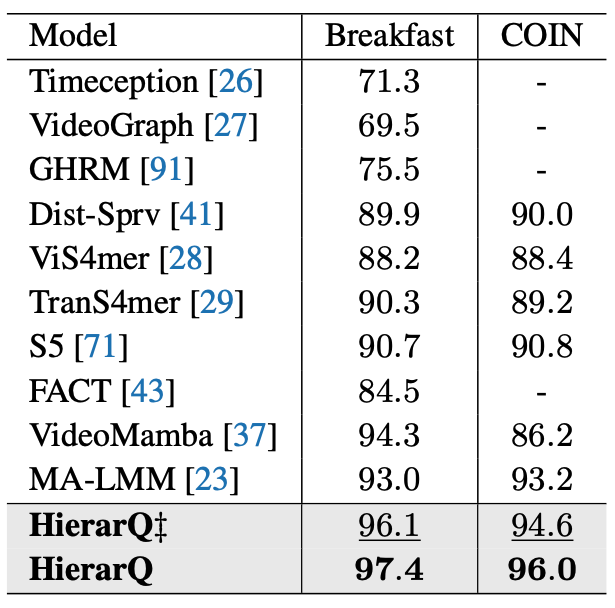 Model Breakfast COIN
Timeception [26] 71.3 -
VideoGraph [27] 69.5 -
GHRM [91] 75.5 -
Dist-Sprv [41] 89.9 90.0
ViS4mer [28] 88.2 88.4
TranS4mer [29] 90.3 89.2
S5 [71] 90.7 90.8
FACT [43] 84.5 -
VideoMamba [37] 94.3 86.2
MA-LMM [23] 93.0 93.2
HierarQ‡ 96.1 94.6
HierarQ 97.4 96.0